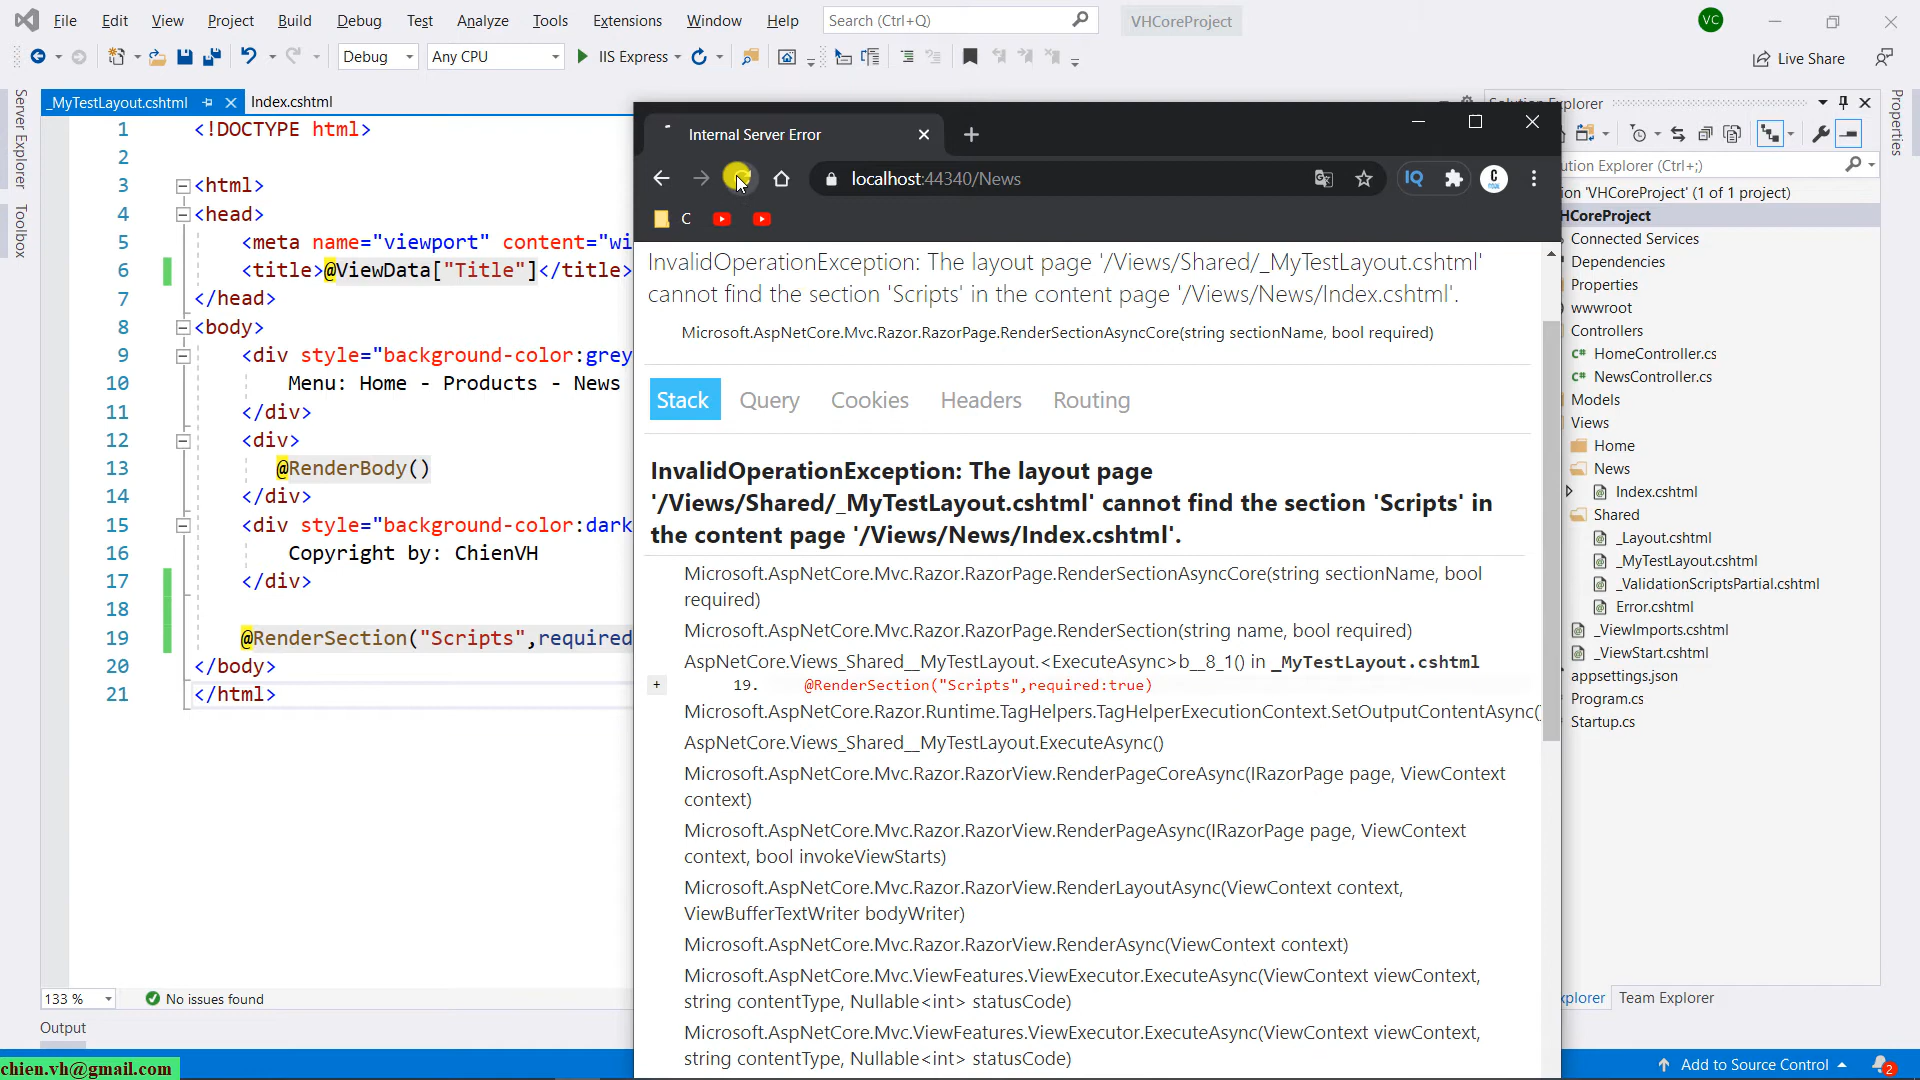 File Edit View Project Build Debug Test Analyze Tools Extensions Window Help Search (Ctrl+Q) VHCoreProject VC
Debug Any CPU IIS Express Live Share
Server Explorer
Toolbox
_MyTestLayout.cshtml Index.cshtml
1 <!DOCTYPE html>
2
3 <html>
4 <head>
5 <meta name="viewport" content="wi
6 <title>@ViewData["Title"]</title>
7 </head>
8 <body>
9 <div style="background-color:grey
10 Menu: Home - Products - News
11 </div>
12 <div>
13 @RenderBody()
14 </div>
15 <div style="background-color:dark
16 Copyright by: ChienVH
17 </div>
18
19 @RenderSection("Scripts",required
20 </body>
21 </html>
133 % No issues found
Output
chien.vh@gmail.com
Internal Server Error
localhost:44340/News
IQ
C
InvalidOperationException: The layout page '/Views/Shared/_MyTestLayout.cshtml'
cannot find the section 'Scripts' in the content page '/Views/News/Index.cshtml'.
Microsoft.AspNetCore.Mvc.Razor.RazorPage.RenderSectionAsyncCore(string sectionName, bool required)
Stack Query Cookies Headers Routing
InvalidOperationException: The layout page
'/Views/Shared/_MyTestLayout.cshtml' cannot find the section 'Scripts' in
the content page '/Views/News/Index.cshtml'.
Microsoft.AspNetCore.Mvc.Razor.RazorPage.RenderSectionAsyncCore(string sectionName, bool
required)
Microsoft.AspNetCore.Mvc.Razor.RazorPage.RenderSection(string name, bool required)
AspNetCore.Views_Shared__MyTestLayout.<ExecuteAsync>b__8_1() in _MyTestLayout.cshtml
+ 19. @RenderSection("Scripts",required:true)
Microsoft.AspNetCore.Razor.Runtime.TagHelpers.TagHelperExecutionContext.SetOutputContentAsync()
AspNetCore.Views_Shared__MyTestLayout.ExecuteAsync()
Microsoft.AspNetCore.Mvc.Razor.RazorView.RenderPageCoreAsync(IRazorPage page, ViewContext
context)
Microsoft.AspNetCore.Mvc.Razor.RazorView.RenderPageAsync(IRazorPage page, ViewContext
context, bool invokeViewStarts)
Microsoft.AspNetCore.Mvc.Razor.RazorView.RenderLayoutAsync(ViewContext context,
ViewBufferTextWriter bodyWriter)
Microsoft.AspNetCore.Mvc.Razor.RazorView.RenderAsync(ViewContext context)
Microsoft.AspNetCore.Mvc.ViewFeatures.ViewExecutor.ExecuteAsync(ViewContext viewContext,
string contentType, Nullable<int> statusCode)
Microsoft.AspNetCore.Mvc.ViewFeatures.ViewExecutor.ExecuteAsync(ViewContext viewContext,
string contentType, Nullable<int> statusCode)
Solution Explorer
ution Explorer (Ctrl+;)
ion 'VHCoreProject' (1 of 1 project)
HCoreProject
Connected Services
Dependencies
Properties
wwwroot
Controllers
C# HomeController.cs
C# NewsController.cs
Models
Views
Home
News
Index.cshtml
Shared
_Layout.cshtml
_MyTestLayout.cshtml
_ValidationScriptsPartial.cshtml
Error.cshtml
_ViewImports.cshtml
_ViewStart.cshtml
appsettings.json
Program.cs
Startup.cs
xplorer Team Explorer
Properties
Add to Source Control 2